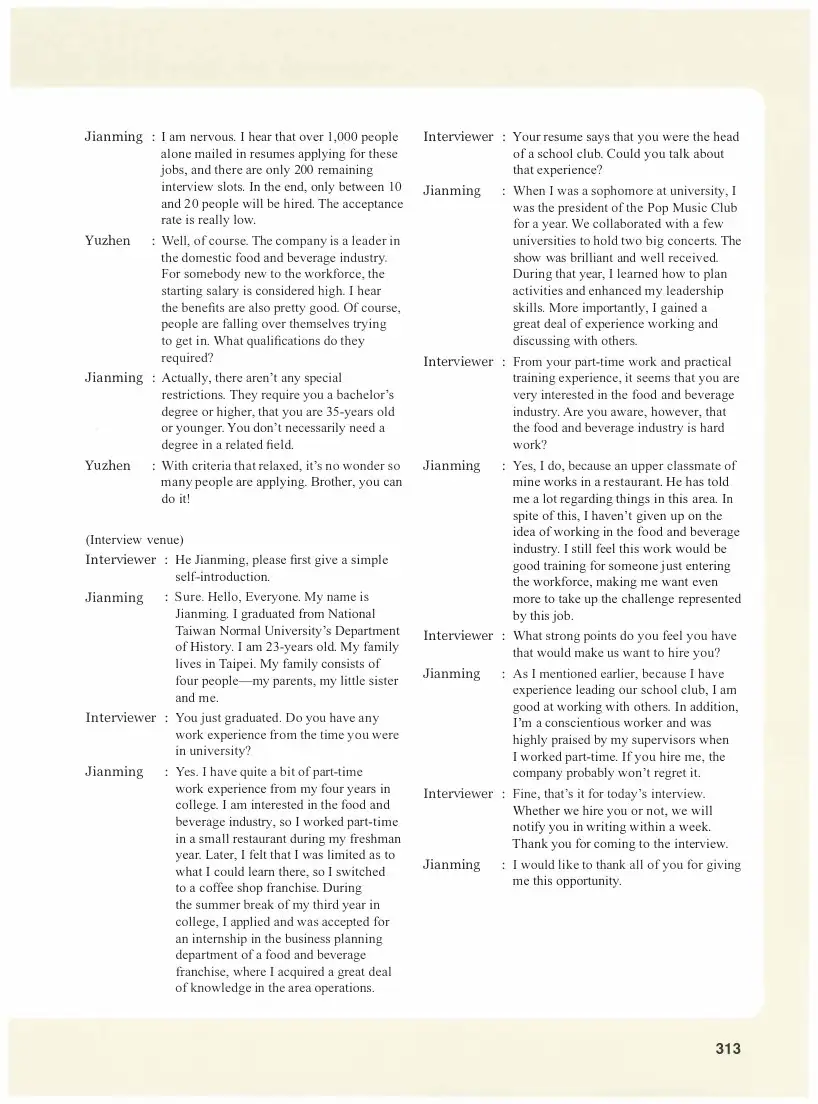 Jianming : I am nervous. I hear that over 1,000 people
alone mailed in resumes applying for these
jobs, and there are only 200 remaining
interview slots. In the end, only between 10
and 20 people will be hired. The acceptance
rate is really low.
Yuzhen : Well, of course. The company is a leader in
the domestic food and beverage industry.
For somebody new to the workforce, the
starting salary is considered high. I hear
the benefits are also pretty good. Of course,
people are falling over themselves trying
to get in. What qualifications do they
required?
Jianming : Actually, there aren't any special
restrictions. They require you a bachelor's
degree or higher, that you are 35-years old
or younger. You don't necessarily need a
degree in a related field.
Yuzhen : With criteria that relaxed, it's no wonder so
many people are applying. Brother, you can
do it!
(Interview venue)
Interviewer : He Jianming, please first give a simple
self-introduction.
Jianming : Sure. Hello, Everyone. My name is
Jianming. I graduated from National
Taiwan Normal University's Department
of History. I am 23-years old. My family
lives in Taipei. My family consists of
four people—my parents, my little sister
and me.
Interviewer : You just graduated. Do you have any
work experience from the time you were
in university?
Jianming : Yes. I have quite a bit of part-time
work experience from my four years in
college. I am interested in the food and
beverage industry, so I worked part-time
in a small restaurant during my freshman
year. Later, I felt that I was limited as to
what I could learn there, so I switched
to a coffee shop franchise. During
the summer break of my third year in
college, I applied and was accepted for
an internship in the business planning
department of a food and beverage
franchise, where I acquired a great deal
of knowledge in the area operations.
Interviewer : Your resume says that you were the head
of a school club. Could you talk about
that experience?
Jianming : When I was a sophomore at university, I
was the president of the Pop Music Club
for a year. We collaborated with a few
universities to hold two big concerts. The
show was brilliant and well received.
During that year, I learned how to plan
activities and enhanced my leadership
skills. More importantly, I gained a
great deal of experience working and
discussing with others.
Interviewer : From your part-time work and practical
training experience, it seems that you are
very interested in the food and beverage
industry. Are you aware, however, that
the food and beverage industry is hard
work?
Jianming : Yes, I do, because an upper classmate of
mine works in a restaurant. He has told
me a lot regarding things in this area. In
spite of this, I haven't given up on the
idea of working in the food and beverage
industry. I still feel this work would be
good training for someone just entering
the workforce, making me want even
more to take up the challenge represented
by this job.
Interviewer : What strong points do you feel you have
that would make us want to hire you?
Jianming : As I mentioned earlier, because I have
experience leading our school club, I am
good at working with others. In addition,
I'm a conscientious worker and was
highly praised by my supervisors when
I worked part-time. If you hire me, the
company probably won't regret it.
Interviewer : Fine, that's it for today's interview.
Whether we hire you or not, we will
notify you in writing within a week.
Thank you for coming to the interview.
Jianming : I would like to thank all of you for giving
me this opportunity.
313